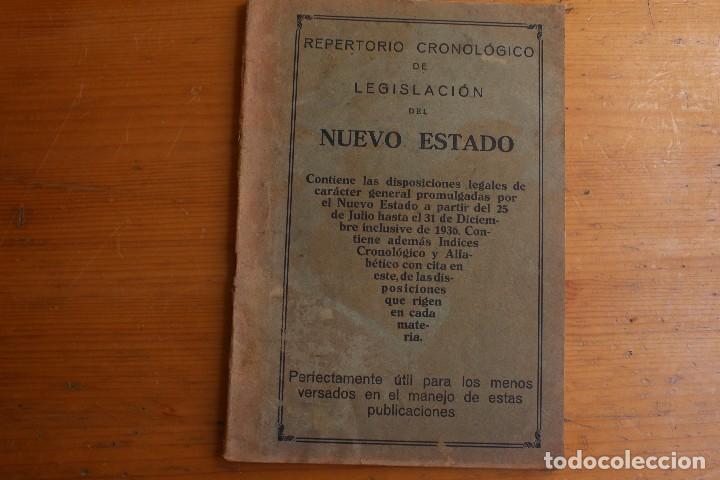 REPERTORIO CRONOLÓGICO
DE
LEGISLACIÓN
DEL
NUEVO ESTADO
Contiene las disposiciones legales de
carácter general promulgadas por
el Nuevo Estado a partir del 25
de Julio hasta el 31 de Diciem-
bre inclusive de 1936. Con-
tiene además Indices
Cronológico y Alfa-
bético con cita en
este, de las dis-
posiciones
que rigen
en cada
mate-
ria.
Perfectamente útil para los menos
versados en el manejo de estas
publicaciones
todocoleccion.net